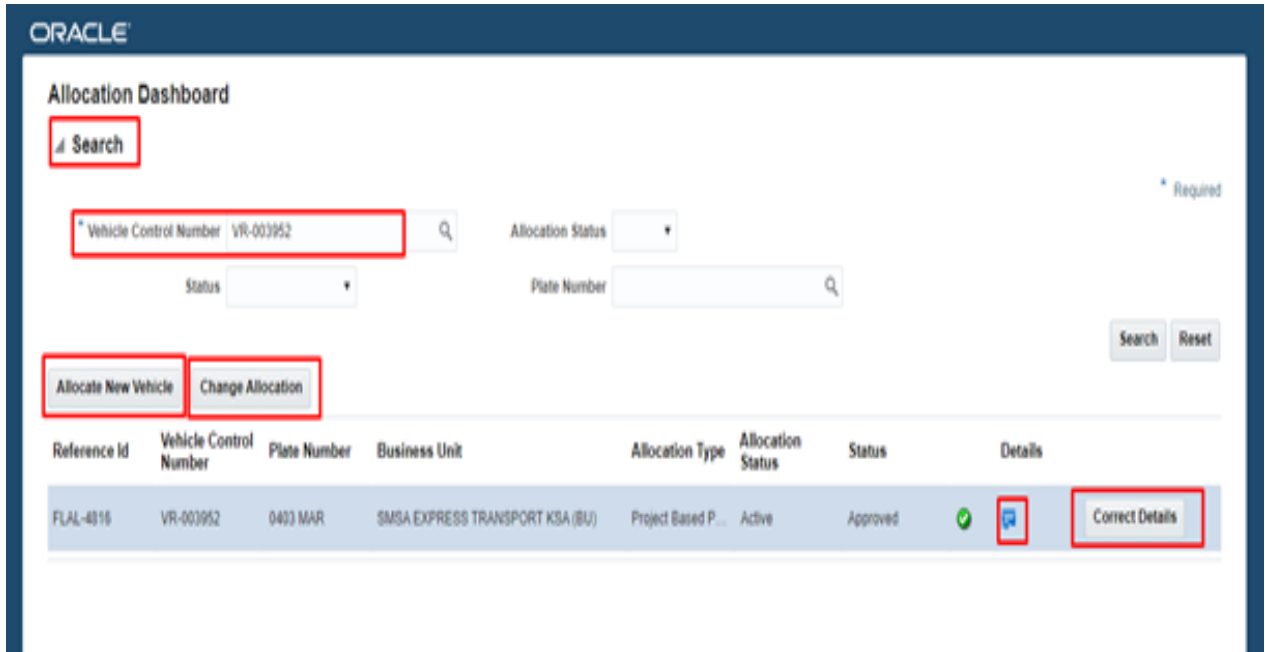 ORACLE
Allocation Dashboard
Search
* Required
* Vehicle Control Number VR-003952 Allocation Status
Status Plate Number
Search Reset
Allocate New Vehicle Change Allocation
Reference Id Vehicle Control Number Plate Number Business Unit Allocation Type Allocation Status Status Details
FLAL-4816 VR-003952 0403 MAR SMSA EXPRESS TRANSPORT KSA (BU) Project Based P... Active Approved Correct Details